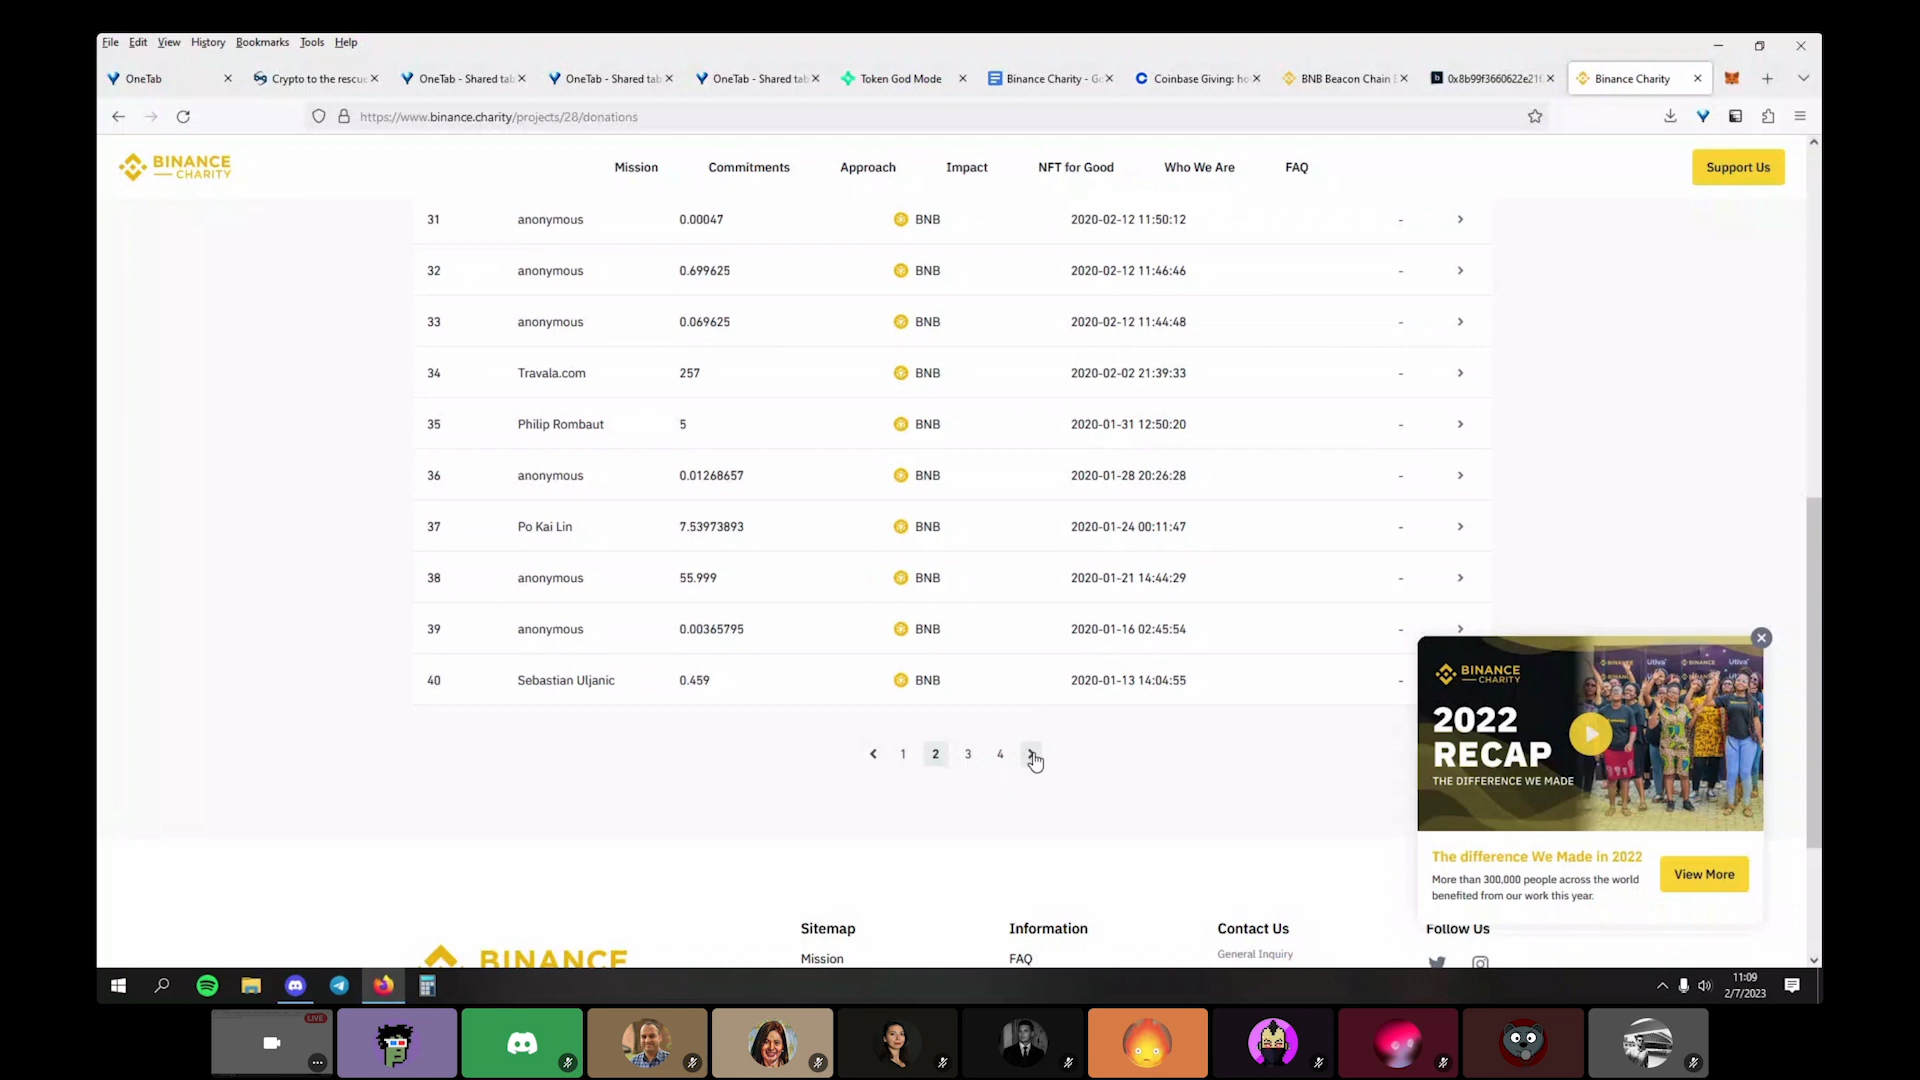 File Edit View History Bookmarks Tools Help
OneTab
Crypto to the rescue
OneTab - Shared tab
OneTab - Shared tab
OneTab - Shared tab
Token God Mode
Binance Charity - Go
Coinbase Giving: ho
BNB Beacon Chain
Binance Charity
https://www.binance.charity/projects/28/donations
BINANCE
CHARITY
Mission Commitments Approach Impact NFT for Good Who We Are FAQ
Support Us
31 anonymous 0.00047 BNB 2020-02-12 11:50:12 -
32 anonymous 0.699625 BNB 2020-02-12 11:46:46 -
33 anonymous 0.069625 BNB 2020-02-12 11:44:48 -
34 Travala.com 257 BNB 2020-02-02 21:39:33 -
35 Philip Rombaut 5 BNB 2020-01-31 12:50:20 -
36 anonymous 0.01268657 BNB 2020-01-28 20:26:28 -
37 Po Kai Lin 7.53973893 BNB 2020-01-24 00:11:47 -
38 anonymous 55.999 BNB 2020-01-21 14:44:29 -
39 anonymous 0.00365795 BNB 2020-01-16 02:45:54 -
40 Sebastian Uljanic 0.459 BNB 2020-01-13 14:04:55 -
1 2 3 4
BINANCE
CHARITY
2022
RECAP
THE DIFFERENCE WE MADE
The difference We Made in 2022
More than 300,000 people across the world
benefited from our work this year.
View More
Sitemap Information Contact Us Follow Us
Mission FAQ General Inquiry
BINANCE
11:09
2/7/2023
LIVE